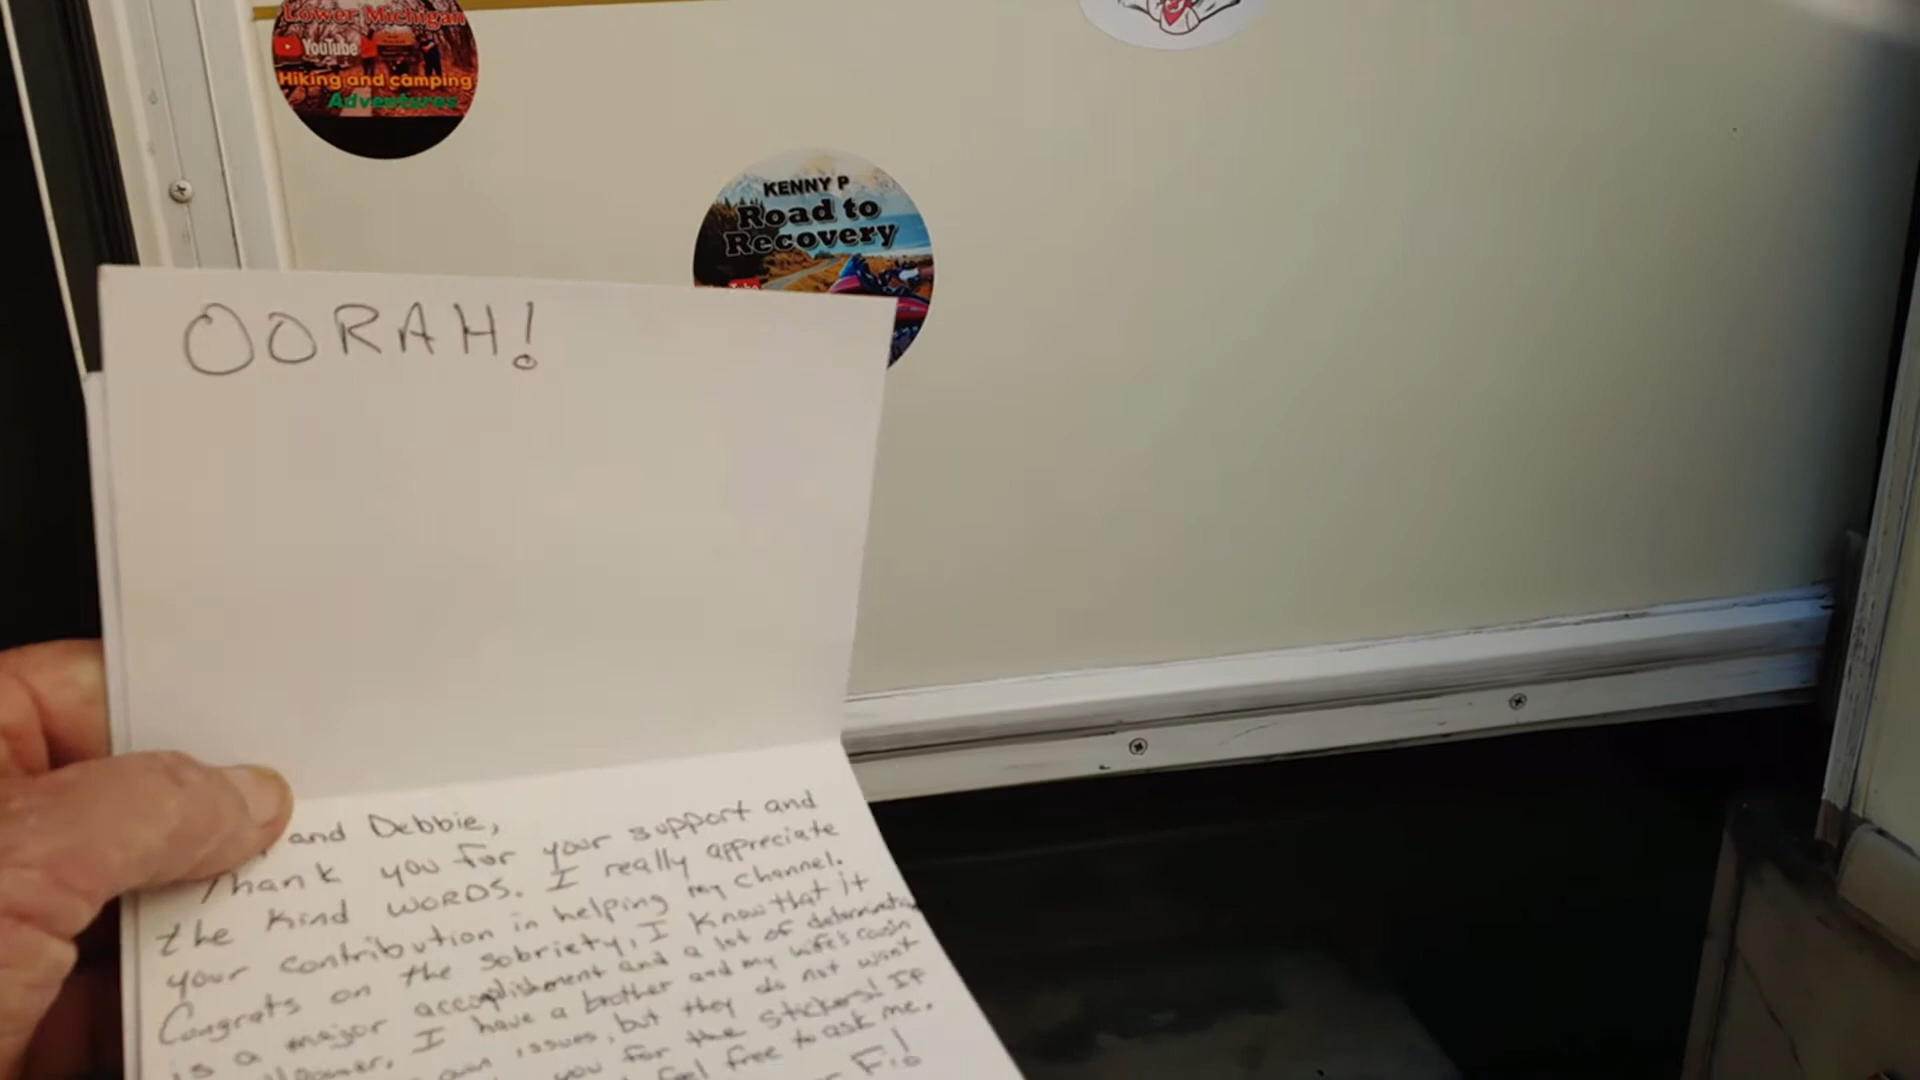 Lower Michigan
YouTube
Hiking and camping
Adventures
KENNY P
Road to
Recovery
OORAH!
and Debbie,
Thank you for your support and
the kind WORDS. I really appreciate
your contribution in helping my channel.
Congrats on the sobriety, I know that it
is a major accomplishment and a lot of
I have a brother and my wife's
own issues, but they do not want
you for the stickers! If
feel free to ask me.